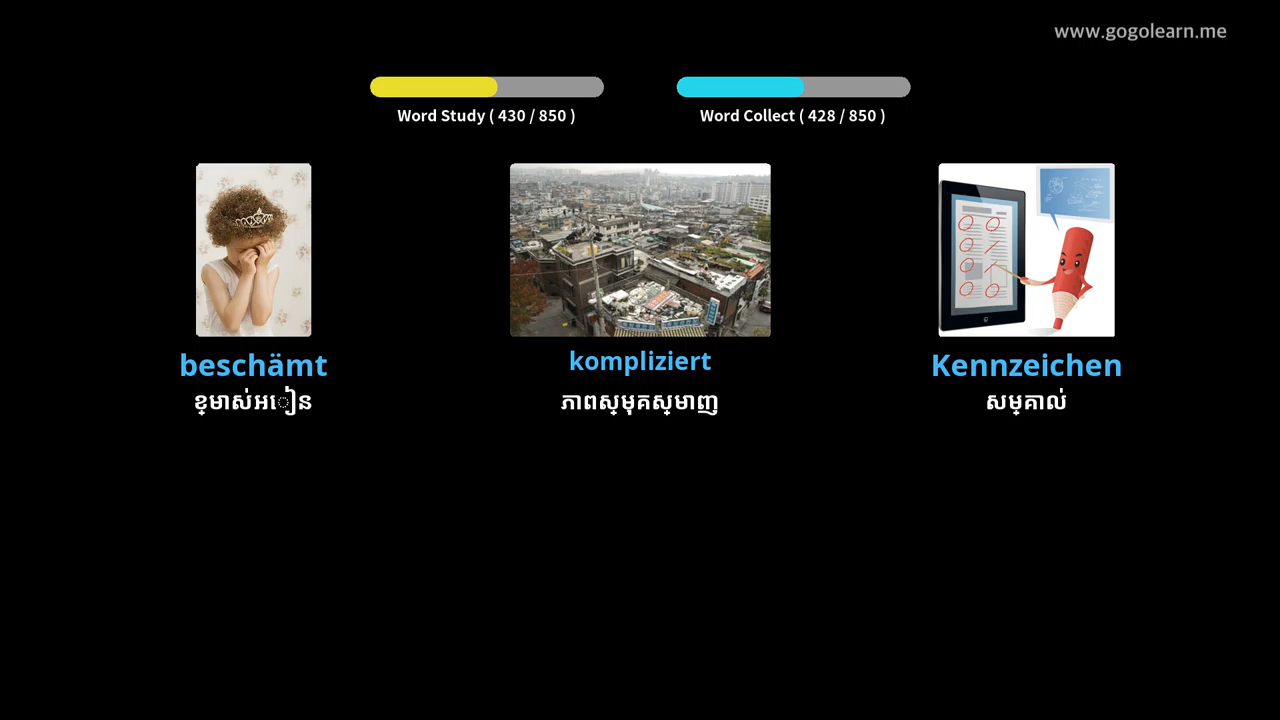 www.gogolearn.me
Word Study ( 430 / 850 )
Word Collect ( 428 / 850 )
beschämt
kompliziert
Kennzeichen
ខ្មាស់អៀន
ភាពស្មុគស្មាញ
សម្គាល់